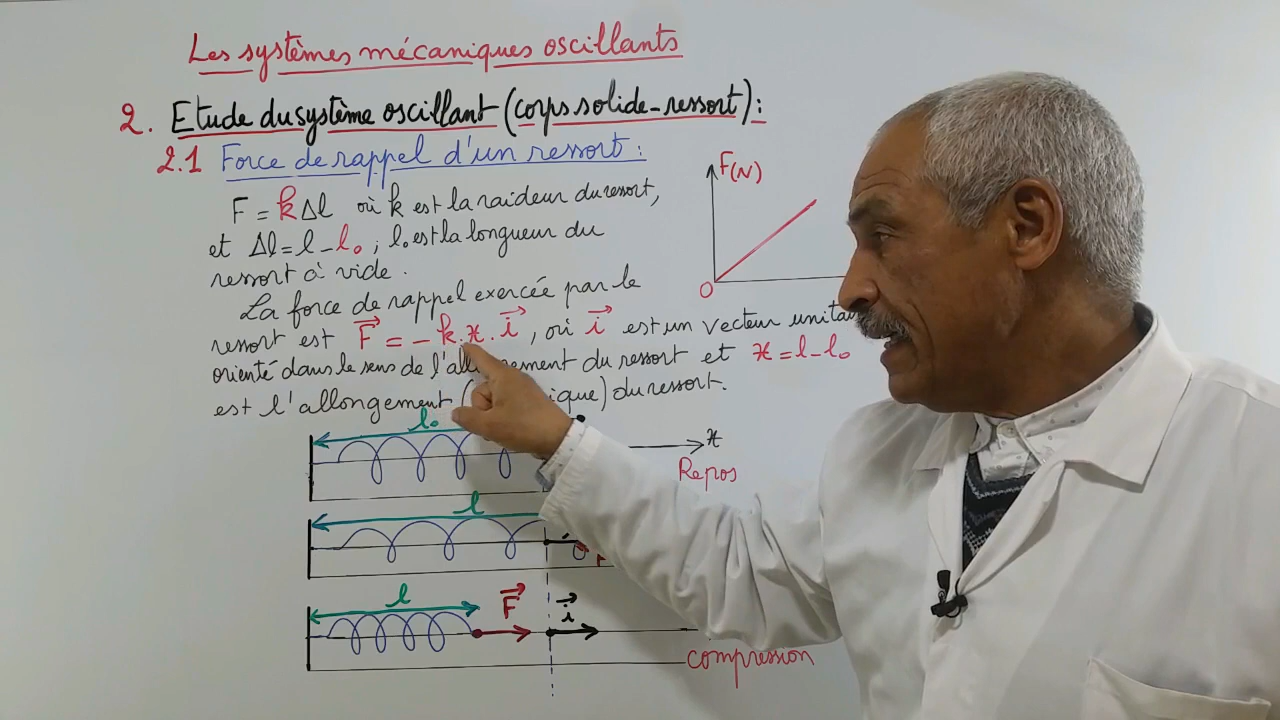 Les systèmes mécaniques oscillants
2. Etude du système oscillant (corps solide-ressort):
2.1 Force de rappel d'un ressort:
F = kΔl où k est la raideur du ressort,
et Δl = l - l₀ ; l₀ est la longueur du
ressort à vide.
La force de rappel exercée par le
ressort est F⃗ = - k.x.i⃗, où i⃗ est un vecteur
orienté dans le sens de l' du ressort et x = l - l₀
est l'allongement ( ) du ressort.
F(N)
O
l₀
x
Repos
l
l
F⃗
i⃗
compression